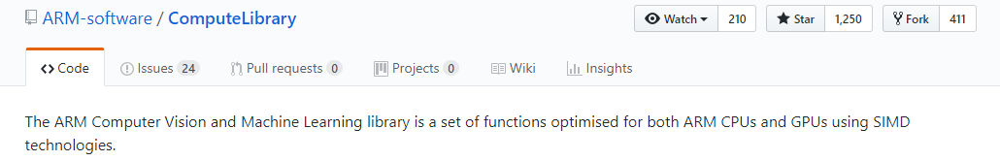 ARM-software / ComputeLibrary Watch 210 Star 1,250 Fork 411
Code Issues 24 Pull requests 0 Projects 0 Wiki Insights
The ARM Computer Vision and Machine Learning library is a set of functions optimised for both ARM CPUs and GPUs using SIMD
technologies.